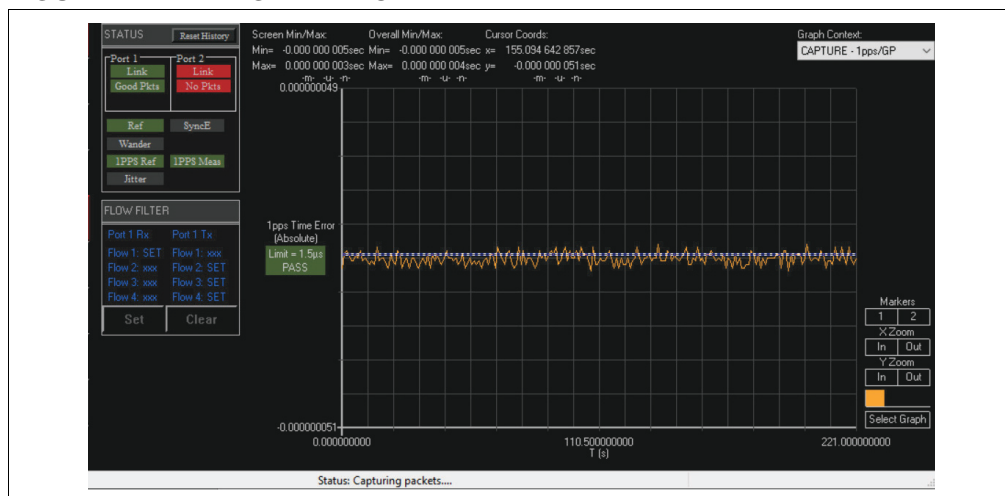 STATUS Reset History
Port 1 Port 2
Link Link
Good Pkts No Pkts
Ref SyncE
Wander
1PPS Ref 1PPS Meas
Jitter
FLOW FILTER
Port 1 Rx Port 1 Tx
Flow 1: SET Flow 1: xxx
Flow 2: xxx Flow 2: SET
Flow 3: xxx Flow 3: SET
Flow 4: xxx Flow 4: SET
Set Clear
Screen Min/Max: Overall Min/Max: Cursor Coords:
Min= -0.000 000 005sec Min= -0.000 000 005sec x= 155.094 642 857sec
Max= 0.000 000 003sec Max= 0.000 000 004sec y= -0.000 000 051sec
-m- -u- -n- -m- -u- -n- -m- -u- -n-
Graph Context:
CAPTURE - 1pps/GP
0.000000049
1pps Time Error
(Absolute)
Limit = 1.5µs
PASS
-0.000000051
0.000000000 110.500000000 221.000000000
T (s)
Markers
1 2
X Zoom
In Out
Y Zoom
In Out
Select Graph
Status: Capturing packets....